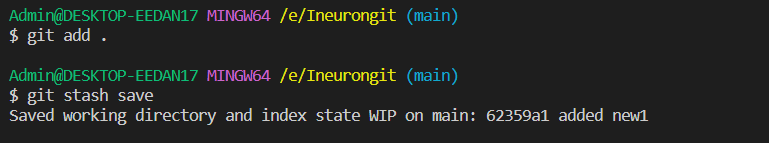 Admin@DESKTOP-EEDAN17 MINGW64 /e/Ineurongit (main)
$ git add .
Admin@DESKTOP-EEDAN17 MINGW64 /e/Ineurongit (main)
$ git stash save
Saved working directory and index state WIP on main: 62359a1 added new1